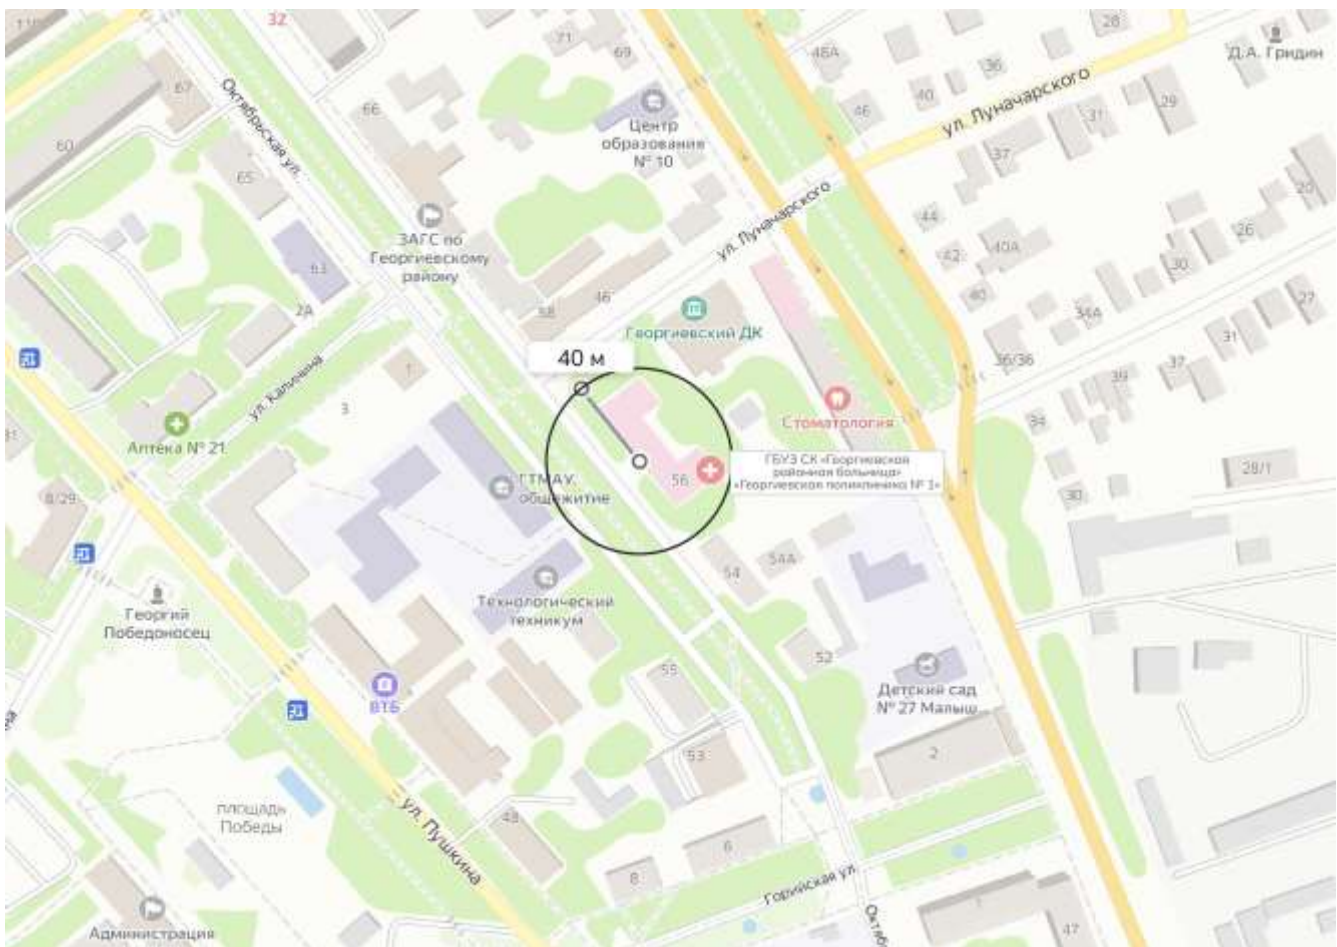 32
71
69
48А
28
Д.А. Гридин
67
66
36
40
46
ул. Луначарского
31
29
Октябрьская ул.
Центр
образования
№ 10
60
37
65
20
ул. Луначарского
44
26
ЗАГС по
Георгиевскому
району
40А
42
63
30
46
40
27
2А
48
Георгиевский ДК
34А
31
40 м
36/36
37
39
1
ул. Калинина
3
Стоматология
34
Аптека № 21
31
ГБУЗ СК «Георгиевская
районная больница»
«Георгиевская поликлиника № 1»
28/1
56
ГТМАУ,
общежитие
8/29
30
54
54А
Технологический
техникум
Георгий
Победоносец
52
55
Детский сад
№ 27 Малыш...
ВТБ
2
53
площадь
Победы
ул. Пушкина
48
6
8
Горийская ул.
Октяб
1
47
Администрация